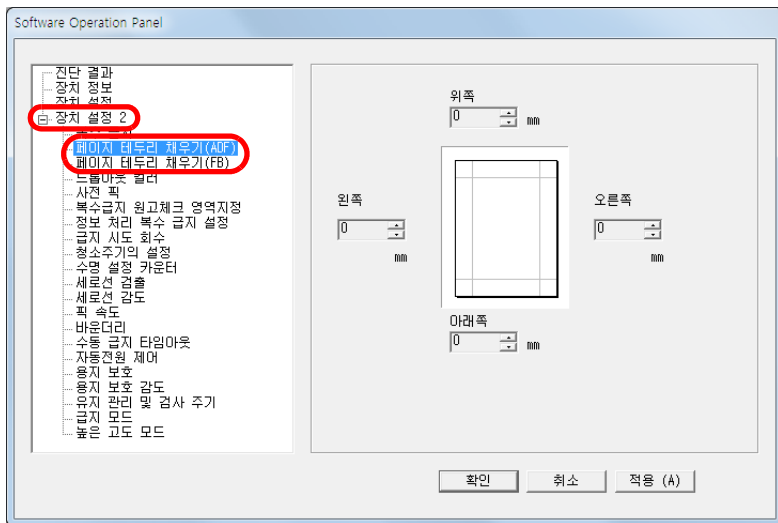 Software Operation Panel
진단 결과
장치 정보
장치 설정
장치 설정 2
페이지 테두리 채우기(ADF)
페이지 테두리 채우기(FB)
드롭아웃 컬러
사전 픽
복수급지 원고체크 영역지정
정보 처리 복수 급지 설정
급지 시도 회수
청소주기의 설정
수명 설정 카운터
세로선 검출
세로선 감도
픽 속도
바운더리
수동 급지 타임아웃
자동전원 제어
용지 보호
용지 보호 감도
유지 관리 및 검사 주기
급지 모드
높은 고도 모드
위쪽
0 mm
왼쪽
0
mm
오른쪽
0
mm
아래쪽
0 mm
확인 취소 적용 (A)